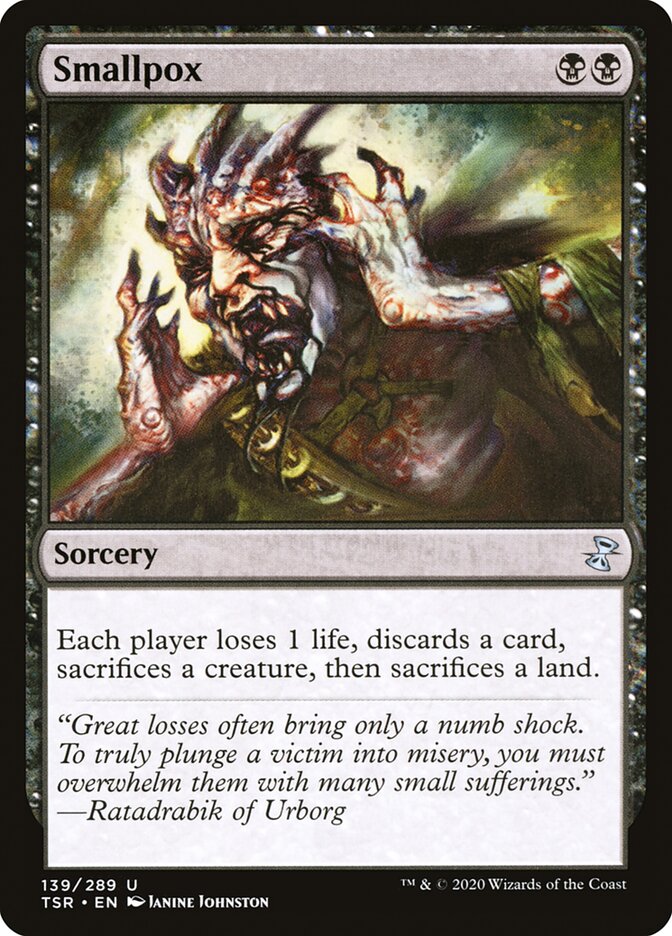 Smallpox
Sorcery
Each player loses 1 life, discards a card,
sacrifices a creature, then sacrifices a land.
“Great losses often bring only a numb shock.
To truly plunge a victim into misery, you must
overwhelm them with many small sufferings.”
—Ratadrabik of Urborg
139/289 U
TSR • EN Janine Johnston
™ & © 2020 Wizards of the Coast